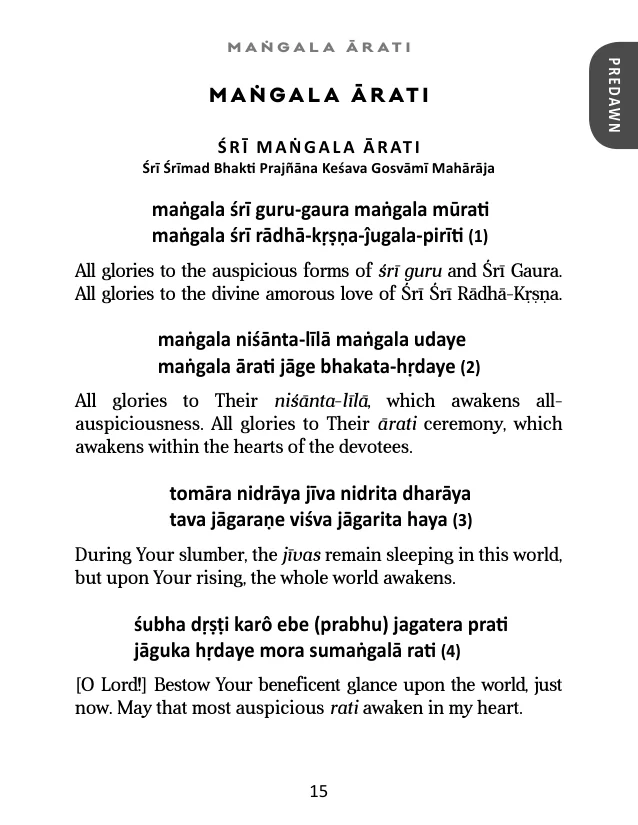 MAṄGALA ĀRATI
PREDAWN
MAṄGALA ĀRATI
ŚRĪ MAṄGALA ĀRATI
Śrī Śrīmad Bhakti Prajñāna Keśava Gosvāmī Mahārāja
maṅgala śrī guru-gaura maṅgala mūrati
maṅgala śrī rādhā-kṛṣṇa-ĵugala-pirīti (1)
All glories to the auspicious forms of śrī guru and Śrī Gaura.
All glories to the divine amorous love of Śrī Śrī Rādhā-Kṛṣṇa.
maṅgala niśānta-līlā maṅgala udaye
maṅgala ārati jāge bhakata-hṛdaye (2)
All glories to Their niśānta-līlā, which awakens all-
auspiciousness. All glories to Their ārati ceremony, which
awakens within the hearts of the devotees.
tomāra nidrāya jīva nidrita dharāya
tava jāgaraṇe viśva jāgarita haya (3)
During Your slumber, the jīvas remain sleeping in this world,
but upon Your rising, the whole world awakens.
śubha dṛṣṭi karô ebe (prabhu) jagatera prati
jāguka hṛdaye mora sumaṅgalā rati (4)
[O Lord!] Bestow Your beneficent glance upon the world, just
now. May that most auspicious rati awaken in my heart.
15